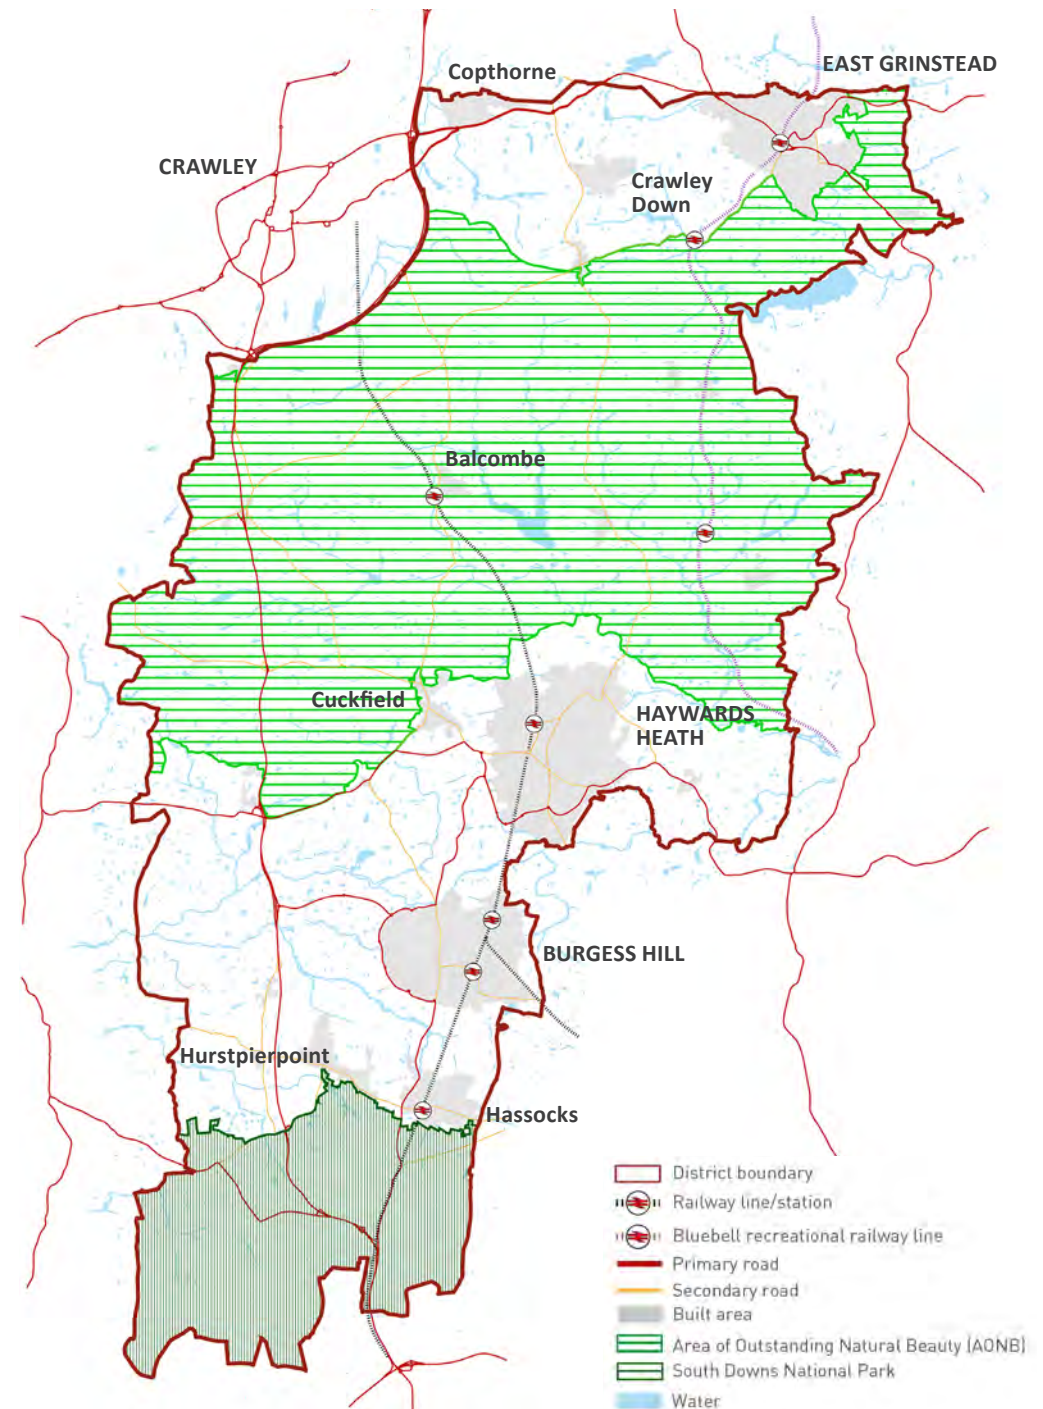 EAST GRINSTEAD
Copthorne
CRAWLEY
Crawley
Down
Balcombe
Cuckfield
HAYWARDS
HEATH
BURGESS HILL
Hurstpierpoint
Hassocks
District boundary
Railway line/station
Bluebell recreational railway line
Primary road
Secondary road
Built area
Area of Outstanding Natural Beauty (AONB)
South Downs National Park
Water